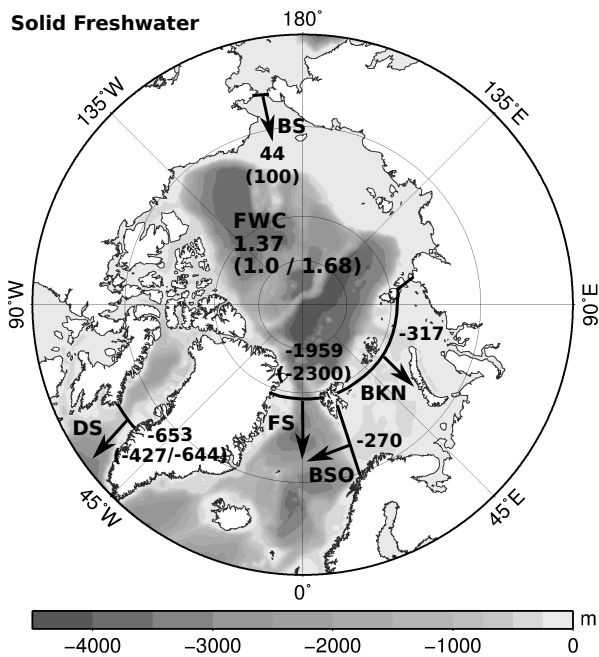 Solid Freshwater
180˚
135˚W
135˚E
BS
44
(100)
FWC
1.37
(1.0 / 1.68)
90˚W
90˚E
-317
-1959
(-2300)
BKN
FS
DS
-653
(-427/-644)
-270
BSO
45˚W
45˚E
0˚
m
-4000 -3000 -2000 -1000 0